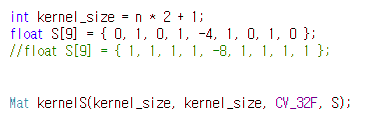 int kernel_size = n * 2 + 1;
float S[9] = { 0, 1, 0, 1, -4, 1, 0, 1, 0 };
//float S[9] = { 1, 1, 1, 1, -8, 1, 1, 1, 1 };
Mat kernelS(kernel_size, kernel_size, CV_32F, S);